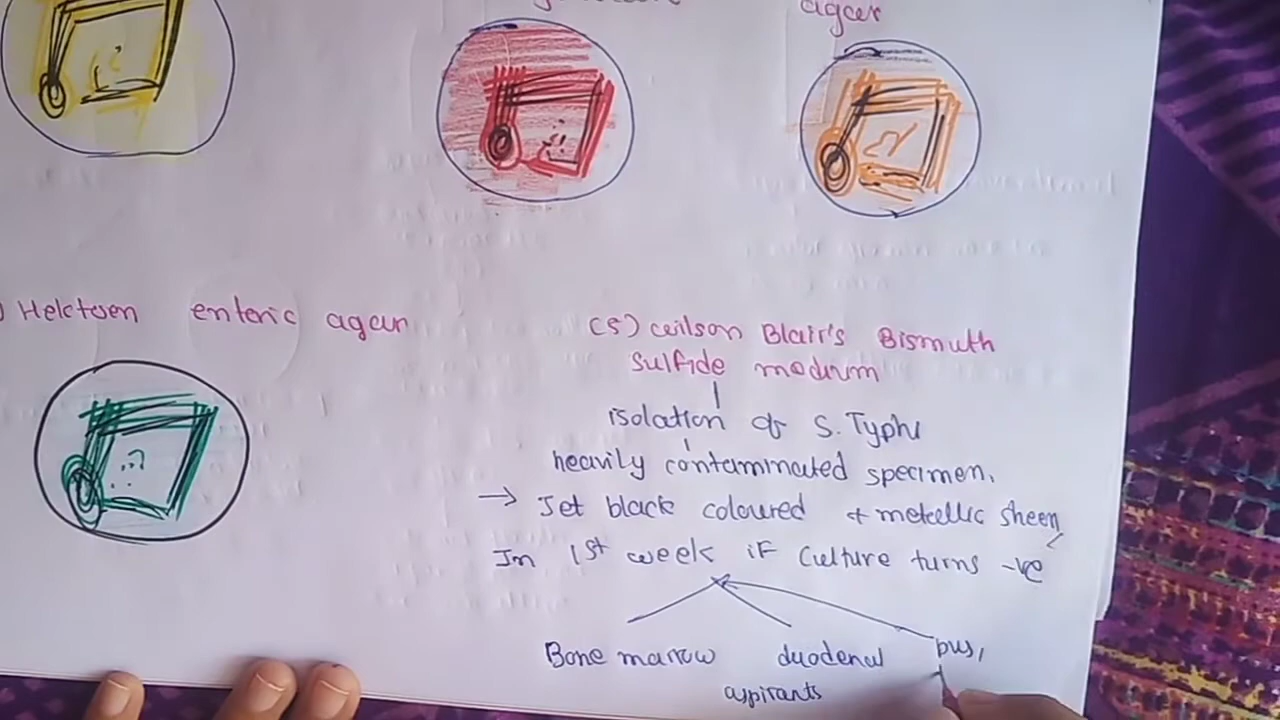 agar
Hektoen enteric agar
(5) Wilson Blair's Bismuth
Sulfide medium
isolation of S. Typhi
heavily contaminated specimen.
→ Jet black coloured + metallic sheen
In 1st week if culture turns -ve
Bone marrow duodenal pus,
aspirants